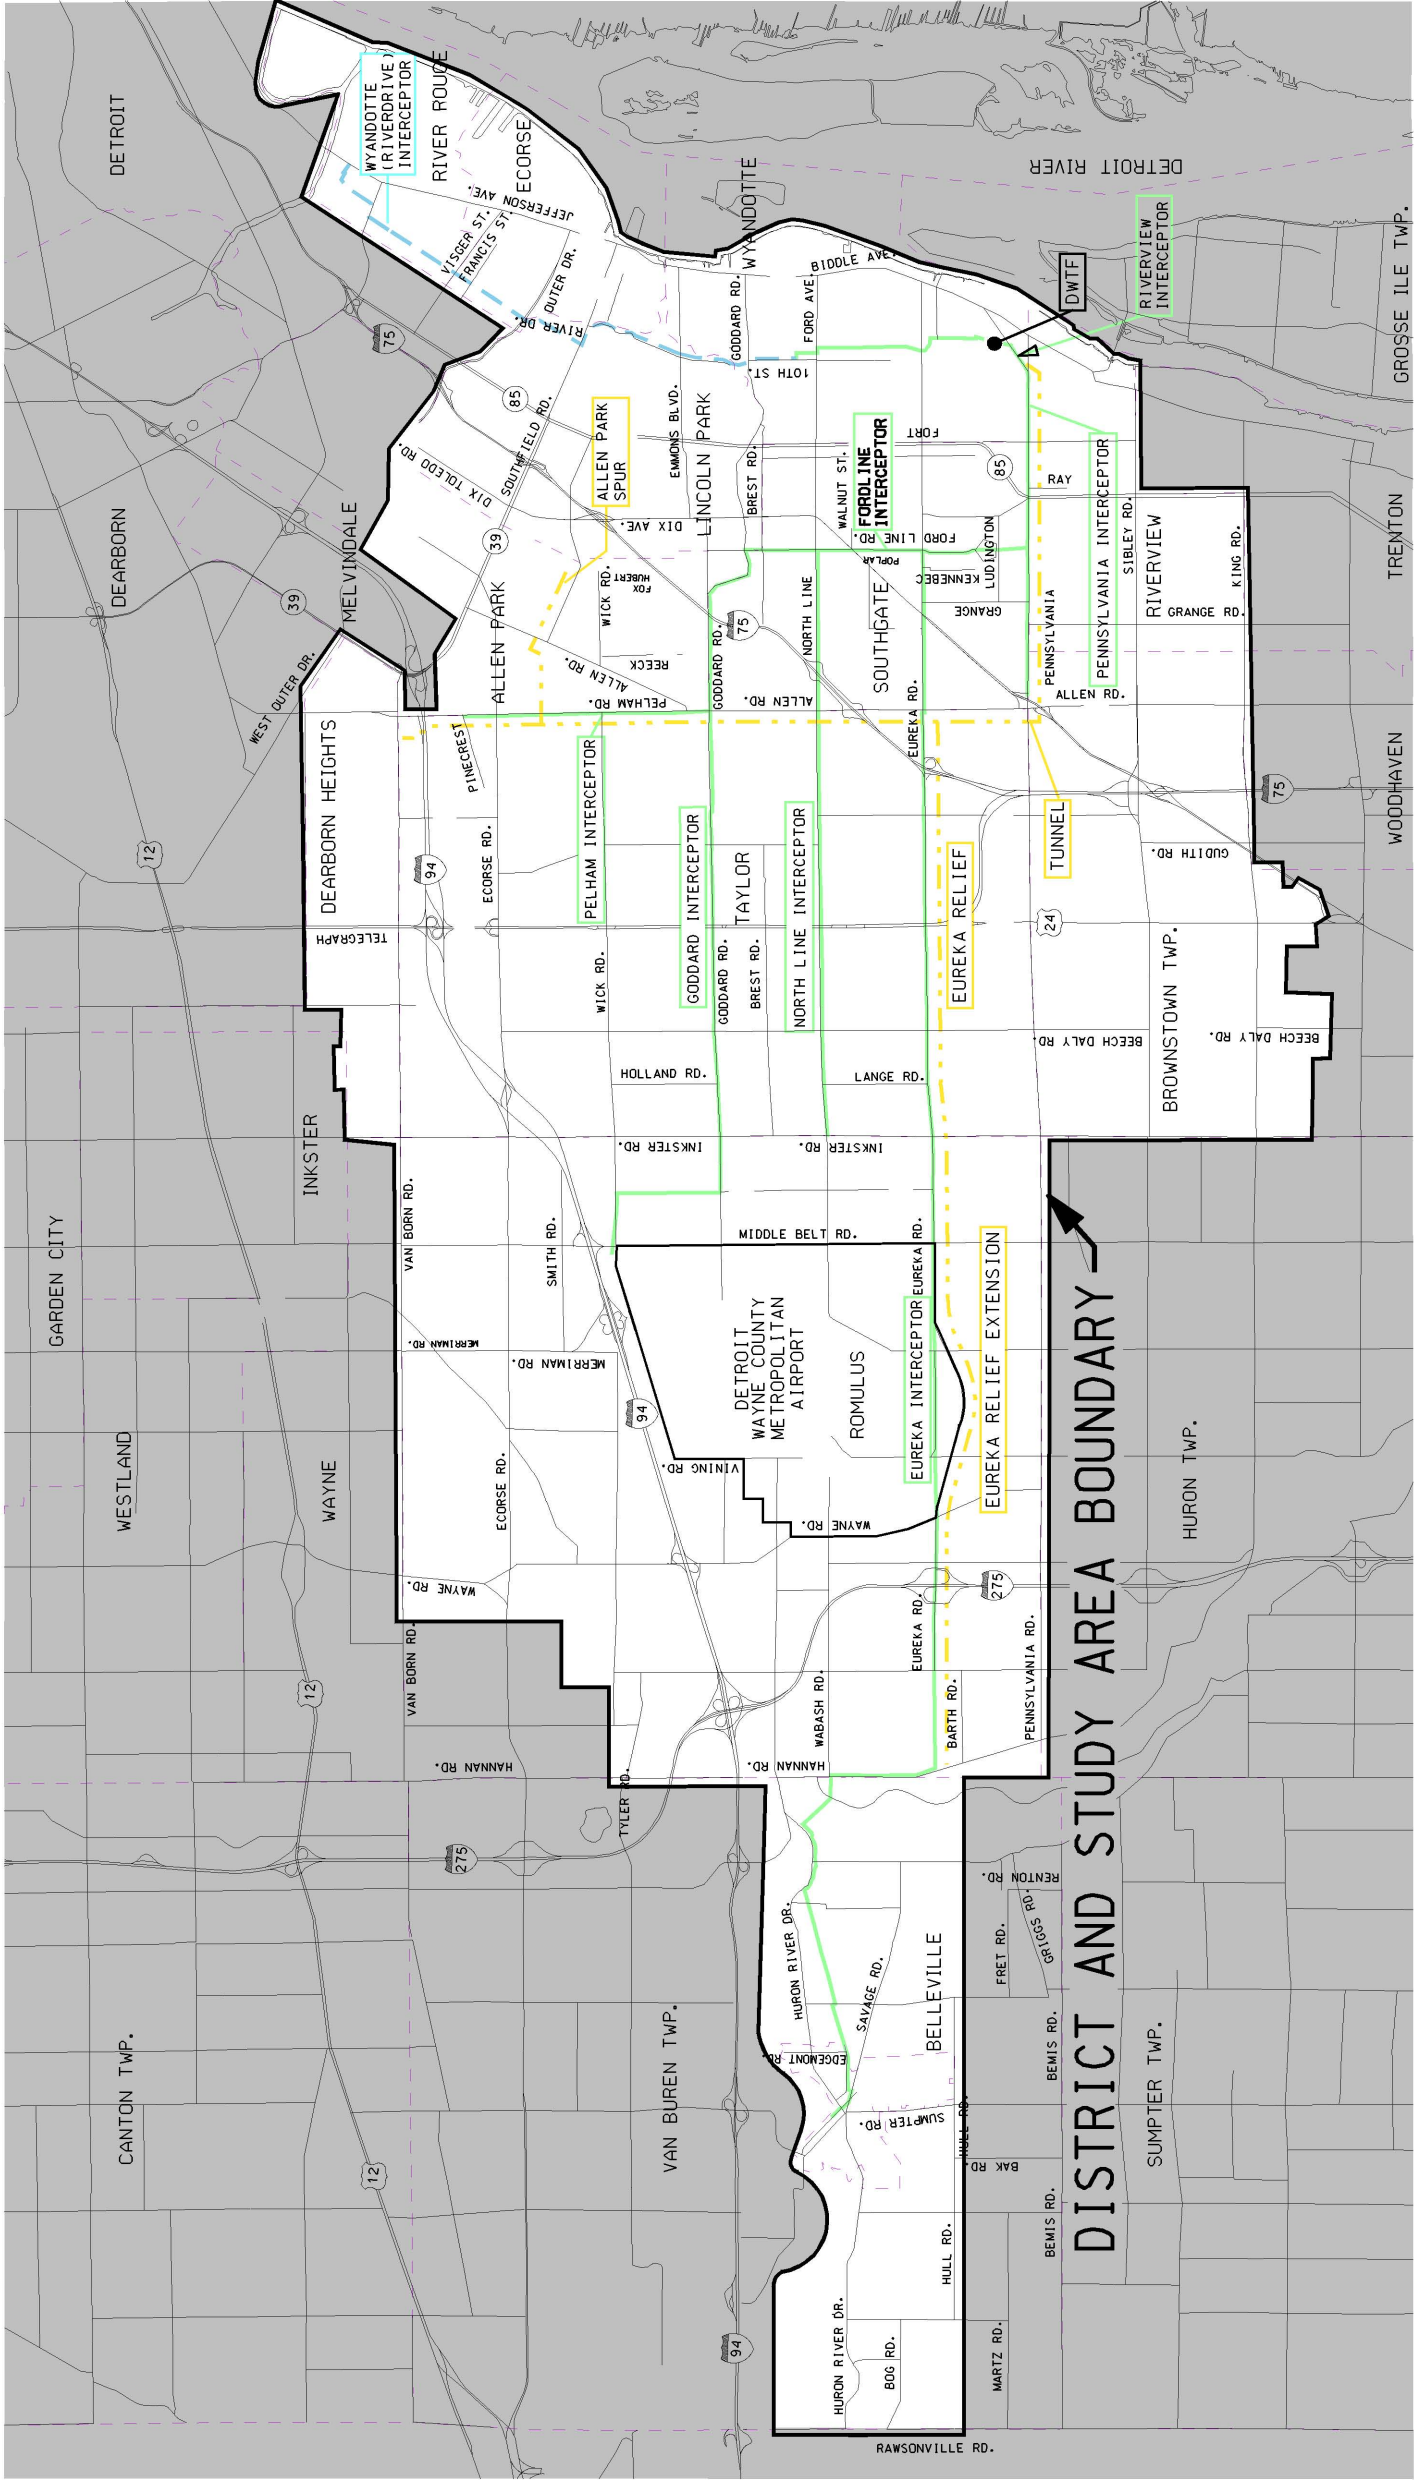 DETROIT
WYANDOTTE
(RIVERDRIVE)
INTERCEPTOR
RIVER ROUGE
ECORSE
JEFFERSON AVE.
VISGER ST.
FRANCIS ST.
OUTER DR.
RIVER DR.
WYANDOTTE
DETROIT RIVER
GROSSE ILE TWP.
RIVERVIEW
INTERCEPTOR
DWTF
BIDDLE AVE.
FORD AVE.
GODDARD RD.
10TH ST.
75
85
SOUTHFIELD RD.
DIX TOLEDO RD.
39
ALLEN PARK
SPUR
EMMONS BLVD.
LINCOLN PARK
DIX AVE.
BREST RD.
WALNUT ST.
FORDLINE
INTERCEPTOR
FORT
85
FORD LINE RD.
POPLAR
KENNEBEC
LUDINGTON
GRANGE
RAY
PENNSYLVANIA INTERCEPTOR
SIBLEY RD.
RIVERVIEW
KING RD.
GRANGE RD.
TRENTON
DEARBORN
MELVINDALE
39
WEST OUTER DR.
ALLEN PARK
WICK RD.
FOX
HUBERT
REECK
ALLEN RD.
PELHAM RD.
GODDARD RD.
75
NORTH LINE
SOUTHGATE
ALLEN RD.
EUREKA RD.
PENNSYLVANIA
ALLEN RD.
WOODHAVEN
75
12
DEARBORN HEIGHTS
PINECREST
94
ECORSE RD.
PELHAM INTERCEPTOR
GODDARD INTERCEPTOR
TAYLOR
NORTH LINE INTERCEPTOR
EUREKA RELIEF
TUNNEL
GUDITH RD.
TELEGRAPH
24
WICK RD.
GODDARD RD.
BREST RD.
BROWNSTOWN TWP.
BEECH DALY RD.
BEECH DALY RD.
HOLLAND RD.
LANGE RD.
INKSTER
INKSTER RD.
INKSTER RD.
GARDEN CITY
VAN BORN RD.
SMITH RD.
MIDDLE BELT RD.
EUREKA RD.
MERRIMAN RD.
MERRIMAN RD.
DETROIT
WAYNE COUNTY
METROPOLITAN
AIRPORT
ROMULUS
EUREKA INTERCEPTOR
EUREKA RELIEF EXTENSION
94
WESTLAND
WAYNE
ECORSE RD.
VINING RD.
WAYNE RD.
WAYNE RD.
HURON TWP.
275
12
VAN BORN RD.
EUREKA RD.
PENNSYLVANIA RD.
WABASH RD.
BARTH RD.
HANNAN RD.
HANNAN RD.
TYLER RD.
275
RENTON RD.
HURON RIVER DR.
SAVAGE RD.
BELLEVILLE
FRET RD.
GRIGGS RD.
EDGEMONT RD.
BEMIS RD.
CANTON TWP.
VAN BUREN TWP.
SUMPTER TWP.
12
SUMPTER RD.
HULL RD.
BAK RD.
HULL RD.
BEMIS RD.
94
HURON RIVER DR.
BOG RD.
MARTZ RD.
RAWSONVILLE RD.
DISTRICT AND STUDY AREA BOUNDARY